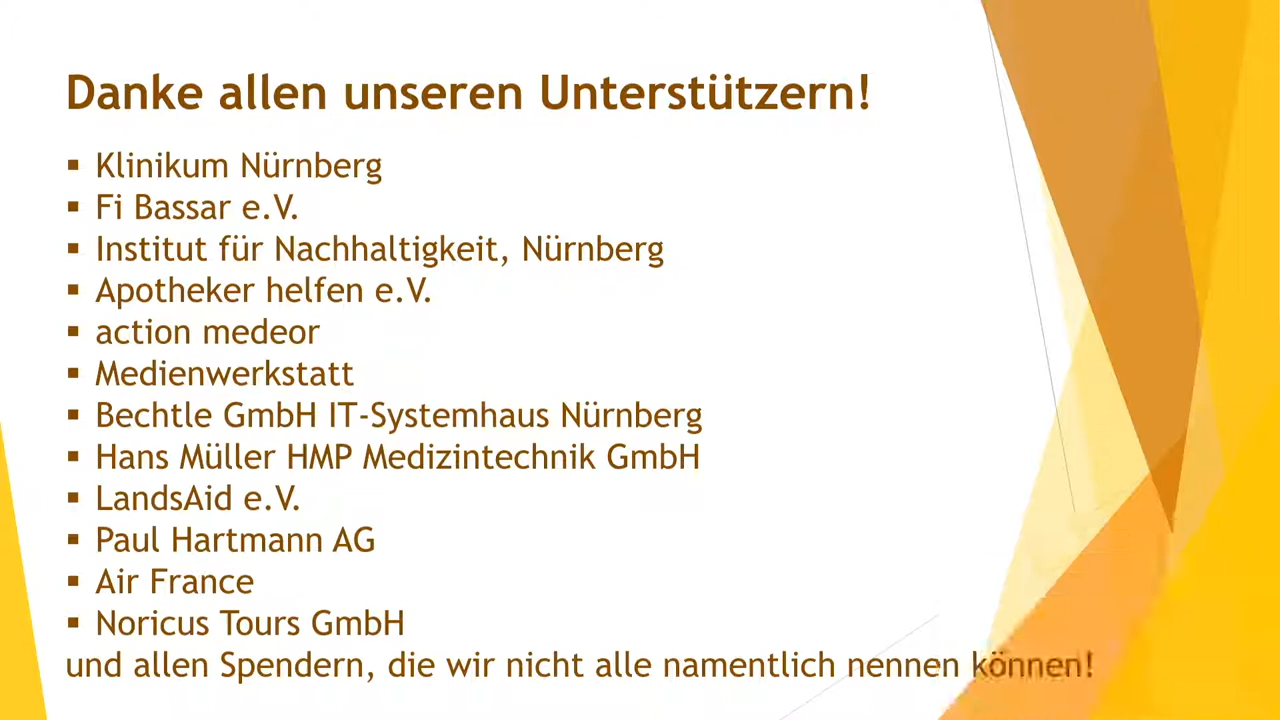 Danke allen unseren Unterstützern!
▪ Klinikum Nürnberg
▪ Fi Bassar e.V.
▪ Institut für Nachhaltigkeit, Nürnberg
▪ Apotheker helfen e.V.
▪ action medeor
▪ Medienwerkstatt
▪ Bechtle GmbH IT-Systemhaus Nürnberg
▪ Hans Müller HMP Medizintechnik GmbH
▪ LandsAid e.V.
▪ Paul Hartmann AG
▪ Air France
▪ Noricus Tours GmbH
und allen Spendern, die wir nicht alle namentlich nennen können!